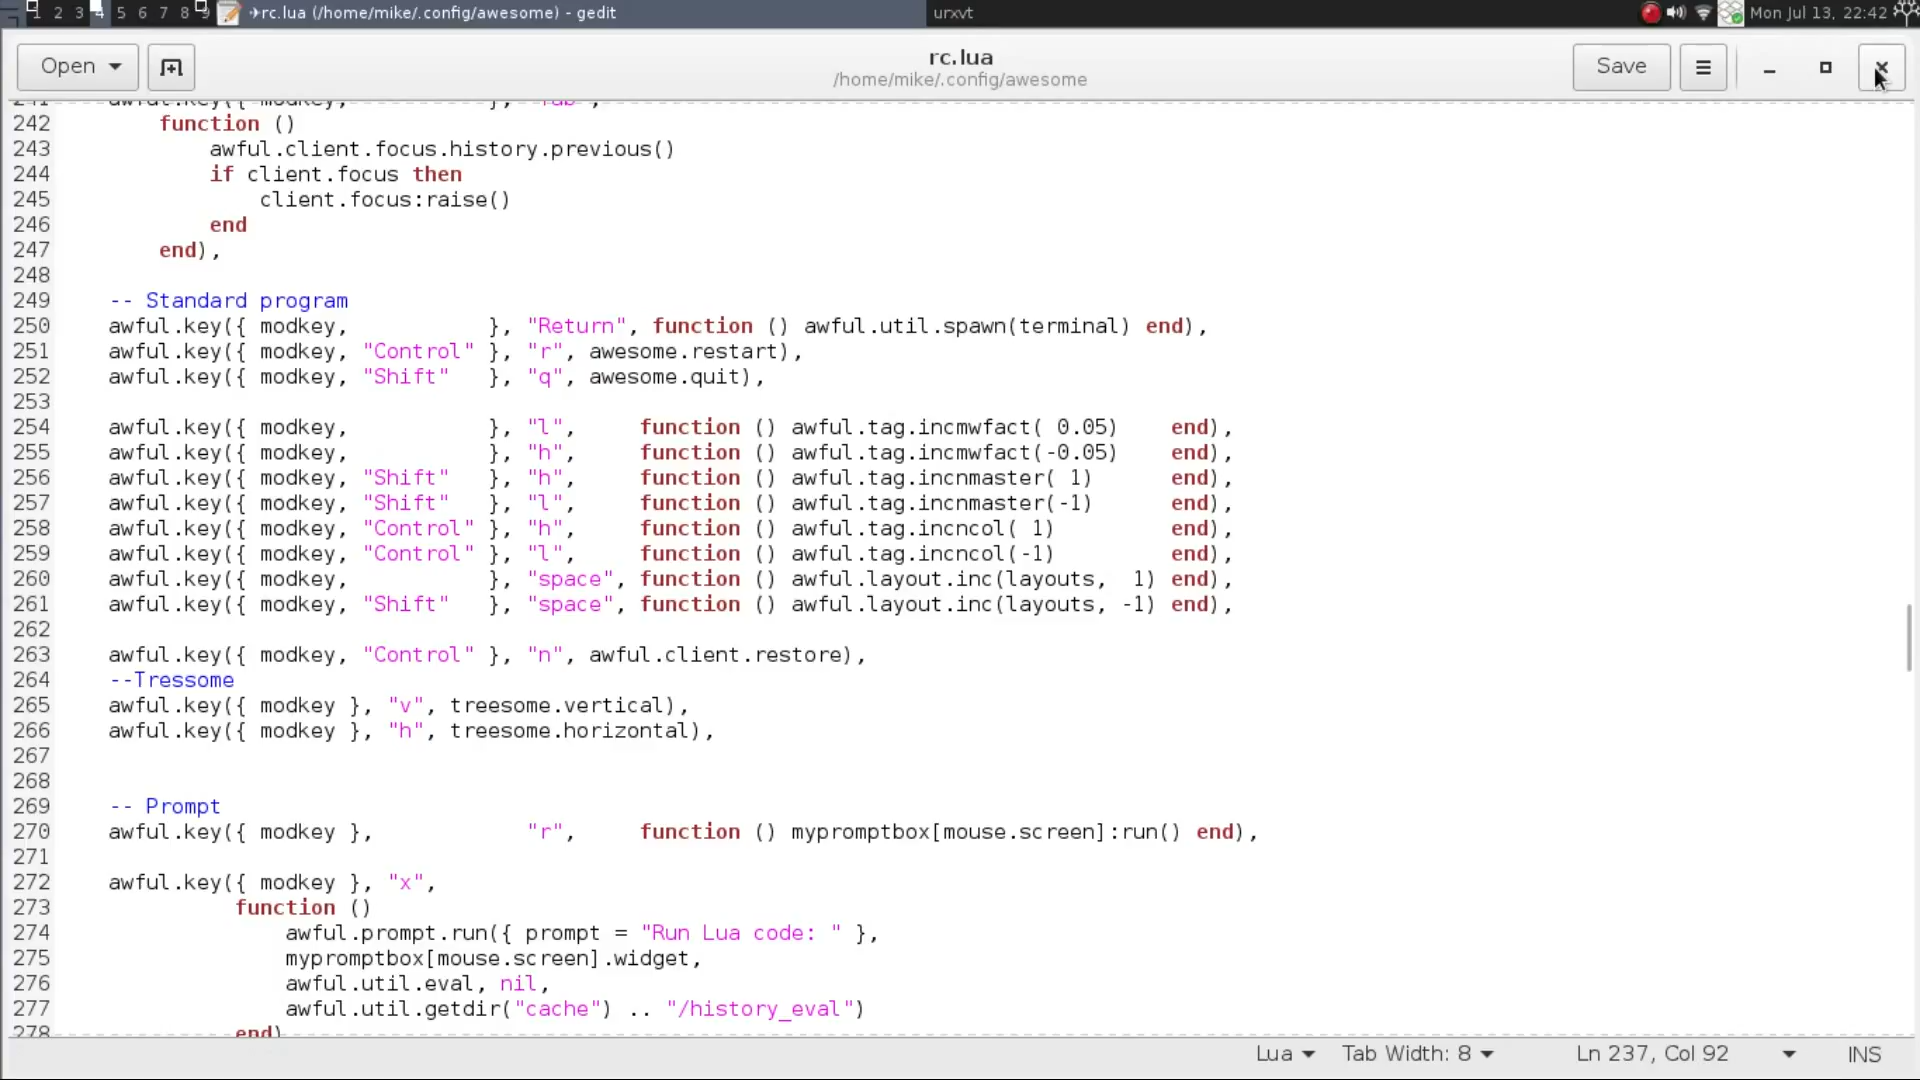 1 2 3 4 5 6 7 8 9 ✈rc.lua (/home/mike/.config/awesome) - gedit urxvt Mon Jul 13, 22:42
Open rc.lua Save
/home/mike/.config/awesome
241 awful.key({ modkey, }, "Tab",
242 function ()
243 awful.client.focus.history.previous()
244 if client.focus then
245 client.focus:raise()
246 end
247 end),
248
249 -- Standard program
250 awful.key({ modkey, }, "Return", function () awful.util.spawn(terminal) end),
251 awful.key({ modkey, "Control" }, "r", awesome.restart),
252 awful.key({ modkey, "Shift" }, "q", awesome.quit),
253
254 awful.key({ modkey, }, "l", function () awful.tag.incmwfact( 0.05) end),
255 awful.key({ modkey, }, "h", function () awful.tag.incmwfact(-0.05) end),
256 awful.key({ modkey, "Shift" }, "h", function () awful.tag.incnmaster( 1) end),
257 awful.key({ modkey, "Shift" }, "l", function () awful.tag.incnmaster(-1) end),
258 awful.key({ modkey, "Control" }, "h", function () awful.tag.incncol( 1) end),
259 awful.key({ modkey, "Control" }, "l", function () awful.tag.incncol(-1) end),
260 awful.key({ modkey, }, "space", function () awful.layout.inc(layouts, 1) end),
261 awful.key({ modkey, "Shift" }, "space", function () awful.layout.inc(layouts, -1) end),
262
263 awful.key({ modkey, "Control" }, "n", awful.client.restore),
264 --Tressome
265 awful.key({ modkey }, "v", treesome.vertical),
266 awful.key({ modkey }, "h", treesome.horizontal),
267
268
269 -- Prompt
270 awful.key({ modkey }, "r", function () mypromptbox[mouse.screen]:run() end),
271
272 awful.key({ modkey }, "x",
273 function ()
274 awful.prompt.run({ prompt = "Run Lua code: " },
275 mypromptbox[mouse.screen].widget,
276 awful.util.eval, nil,
277 awful.util.getdir("cache") .. "/history_eval")
278 end)
Lua Tab Width: 8 Ln 237, Col 92 INS